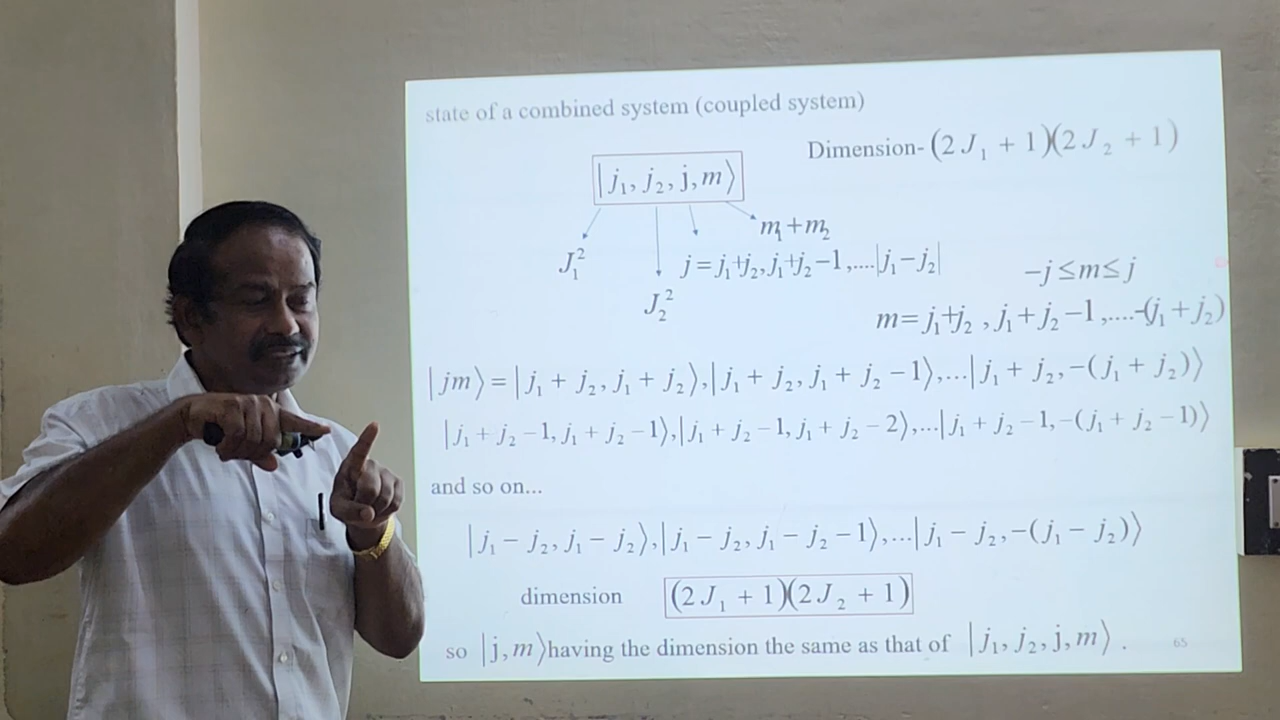 state of a combined system (coupled system)
Dimension- (2J₁ + 1)(2J₂ + 1)
|j₁, j₂, j, m⟩
m₁+m₂
J₁²
j=j₁+j₂, j₁+j₂−1,....|j₁−j₂|
−j ≤ m ≤ j
J₂²
m= j₁+j₂ , j₁+j₂−1 ,....-(j₁+j₂)
|jm⟩ = |j₁ + j₂, j₁ + j₂⟩,|j₁ + j₂, j₁ + j₂ −1⟩,...|j₁ + j₂,−(j₁ + j₂)⟩
|j₁ + j₂ −1, j₁ + j₂ −1⟩,|j₁ + j₂ −1, j₁ + j₂ − 2⟩,...|j₁ + j₂ −1,−(j₁ + j₂ −1)⟩
and so on...
|j₁ − j₂, j₁ − j₂⟩,|j₁ − j₂, j₁ − j₂ −1⟩,...|j₁ − j₂,−(j₁ − j₂)⟩
dimension (2J₁ + 1)(2J₂ + 1)
so |j, m⟩having the dimension the same as that of |j₁, j₂, j, m⟩ .
65